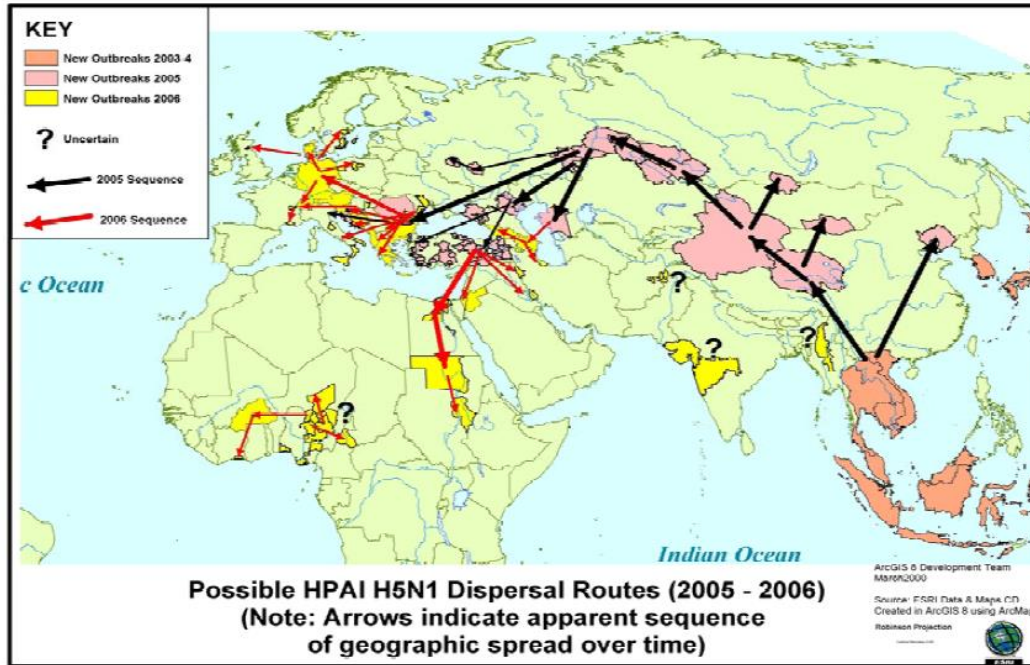 KEY
New Outbreaks 2003-4
New Outbreaks 2005
New Outbreaks 2006
? Uncertain
2005 Sequence
2006 Sequence
?
?
?
?
c Ocean
Indian Ocean
Possible HPAI H5N1 Dispersal Routes (2005 - 2006)
(Note: Arrows indicate apparent sequence
of geographic spread over time)
ArcGIS 8 Development Team
March2000
Source: ESRI Data & Maps CD
Created in ArcGIS 8 using ArcMap
Robinson Projection
ESRI